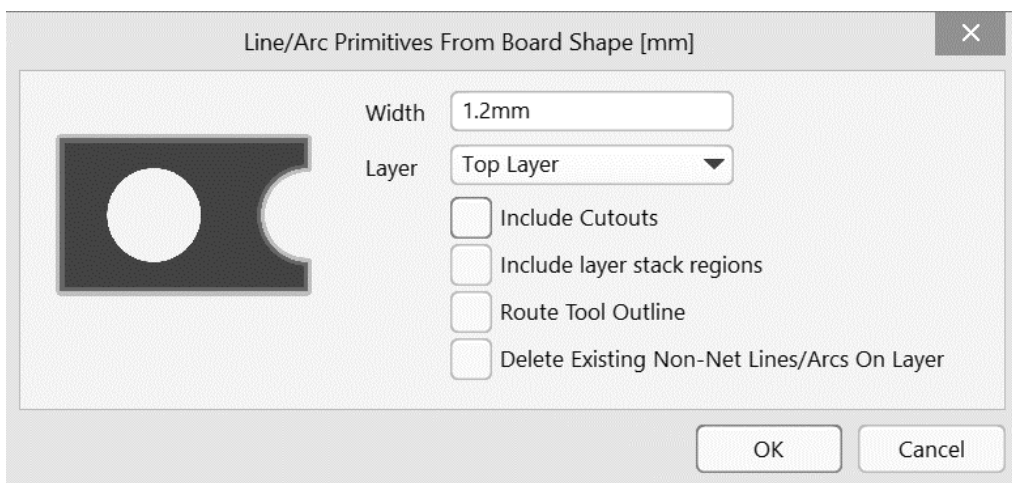 Line/Arc Primitives From Board Shape [mm]
Width 1.2mm
Layer Top Layer
Include Cutouts
Include layer stack regions
Route Tool Outline
Delete Existing Non-Net Lines/Arcs On Layer
OK Cancel